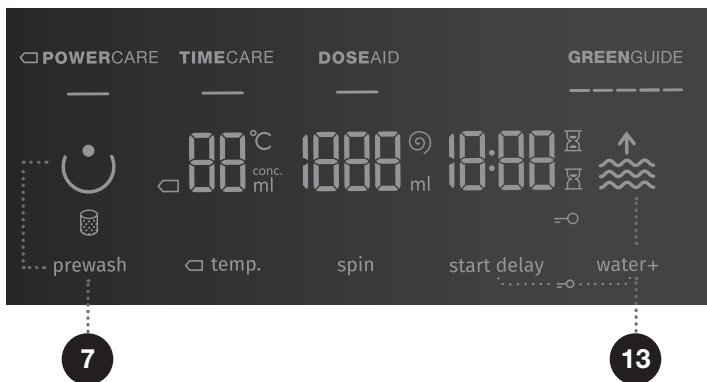 POWERCARE TIMECARE DOSEAID GREENGUIDE
88 °C 1888 18:88
conc.
ml ml
prewash temp. spin start delay water+
7 13